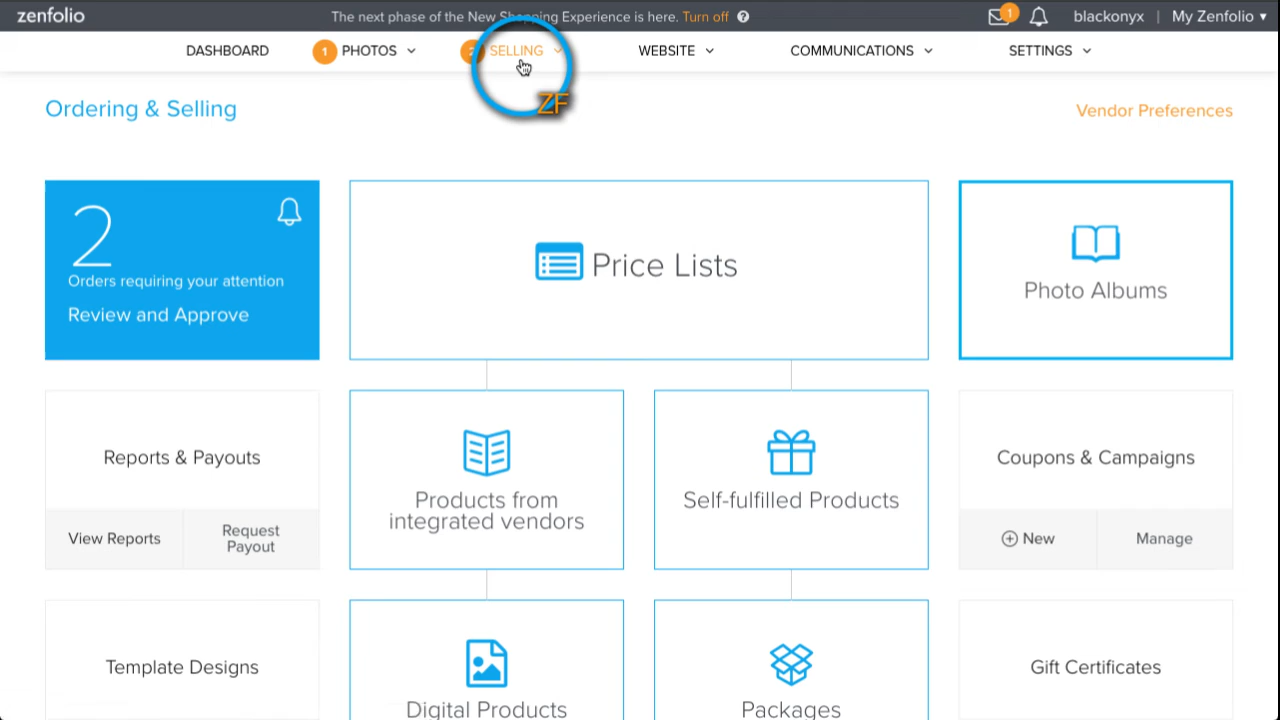 zenfolio
The next phase of the New Shopping Experience is here. Turn off ?
1
blackonyx | My Zenfolio
DASHBOARD
1 PHOTOS
2 SELLING
WEBSITE
COMMUNICATIONS
SETTINGS
ZF
Ordering & Selling
Vendor Preferences
2
Orders requiring your attention
Review and Approve
Price Lists
Photo Albums
Reports & Payouts
View Reports
Request
Payout
Products from
integrated vendors
Self-fulfilled Products
Coupons & Campaigns
New
Manage
Template Designs
Digital Products
Packages
Gift Certificates